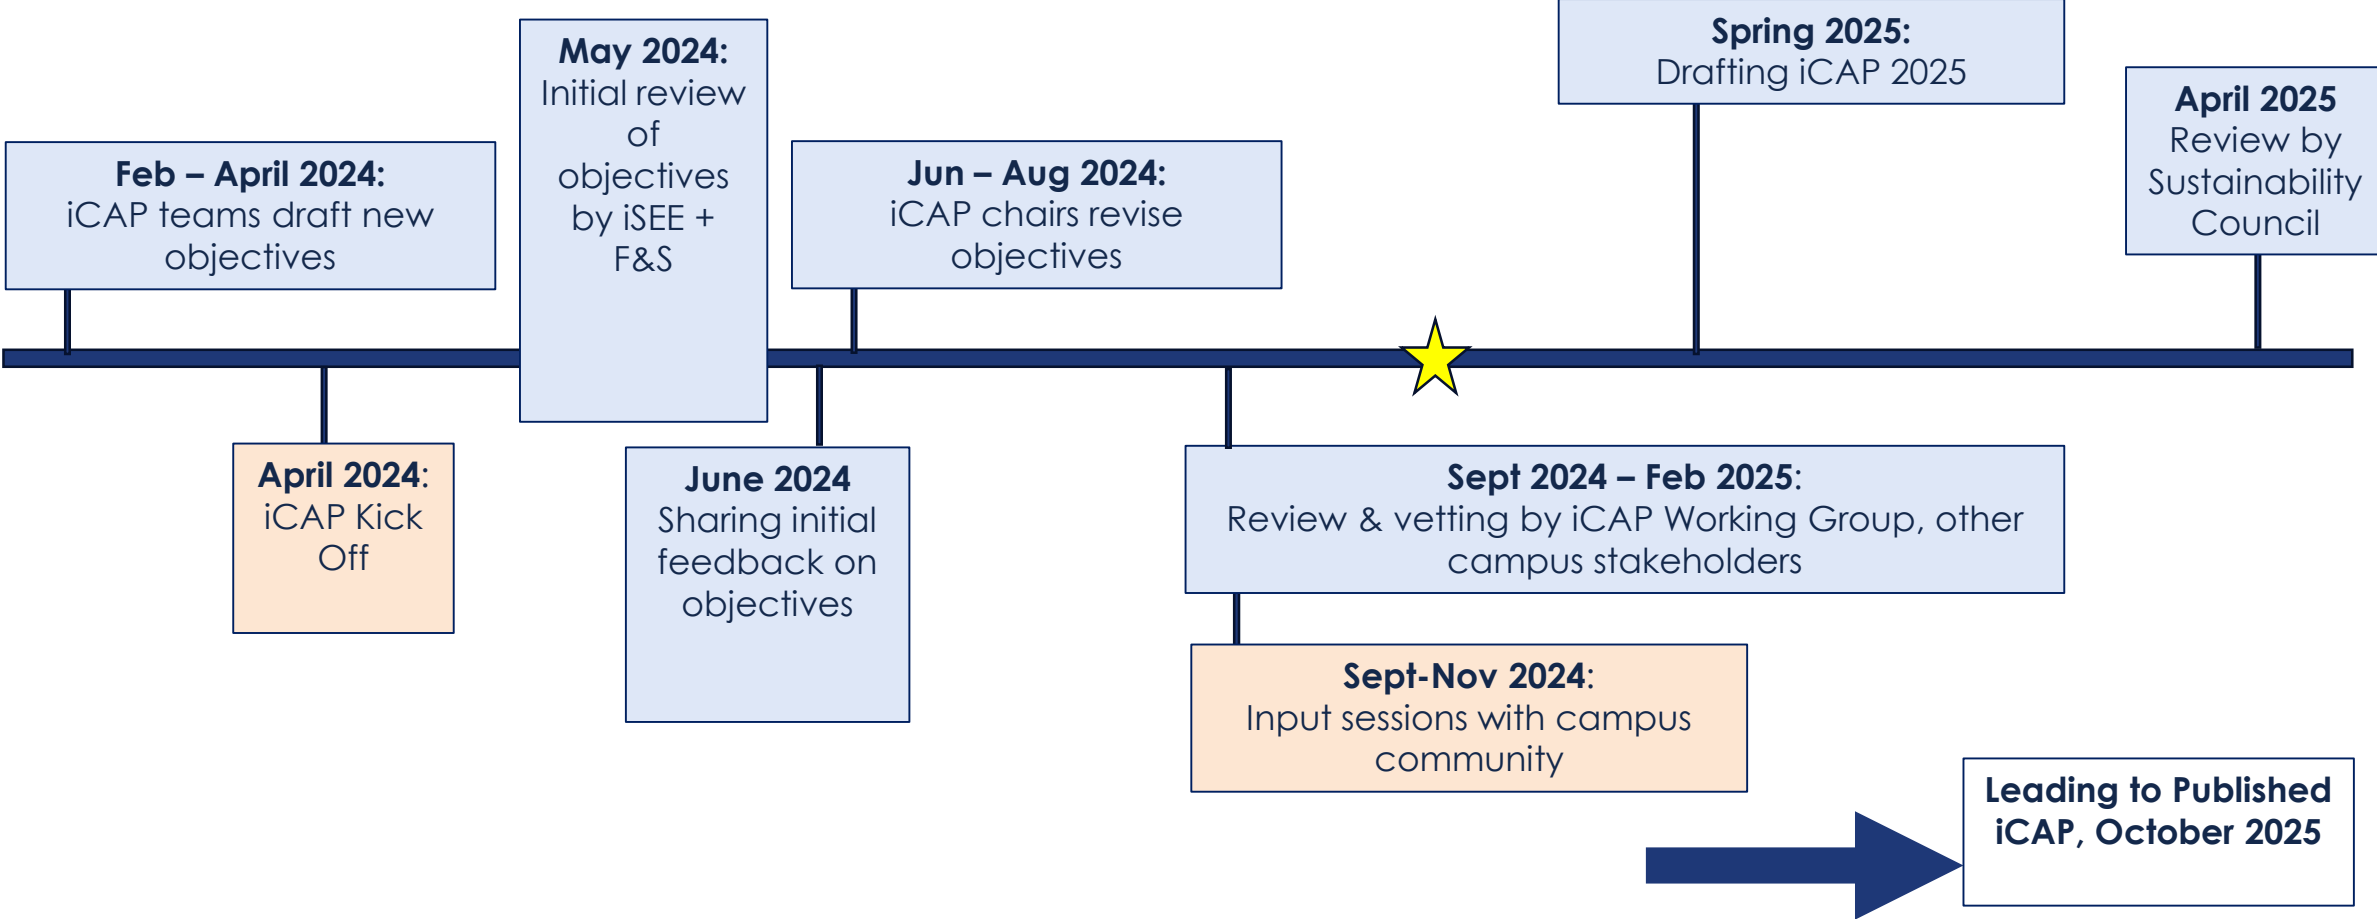 Feb – April 2024:
iCAP teams draft new
objectives
April 2024:
iCAP Kick
Off
May 2024:
Initial review
of
objectives
by iSEE +
F&S
June 2024
Sharing initial
feedback on
objectives
Jun – Aug 2024:
iCAP chairs revise
objectives
Sept 2024 – Feb 2025:
Review & vetting by iCAP Working Group, other
campus stakeholders
Sept-Nov 2024:
Input sessions with campus
community
Spring 2025:
Drafting iCAP 2025
April 2025
Review by
Sustainability
Council
Leading to Published
iCAP, October 2025